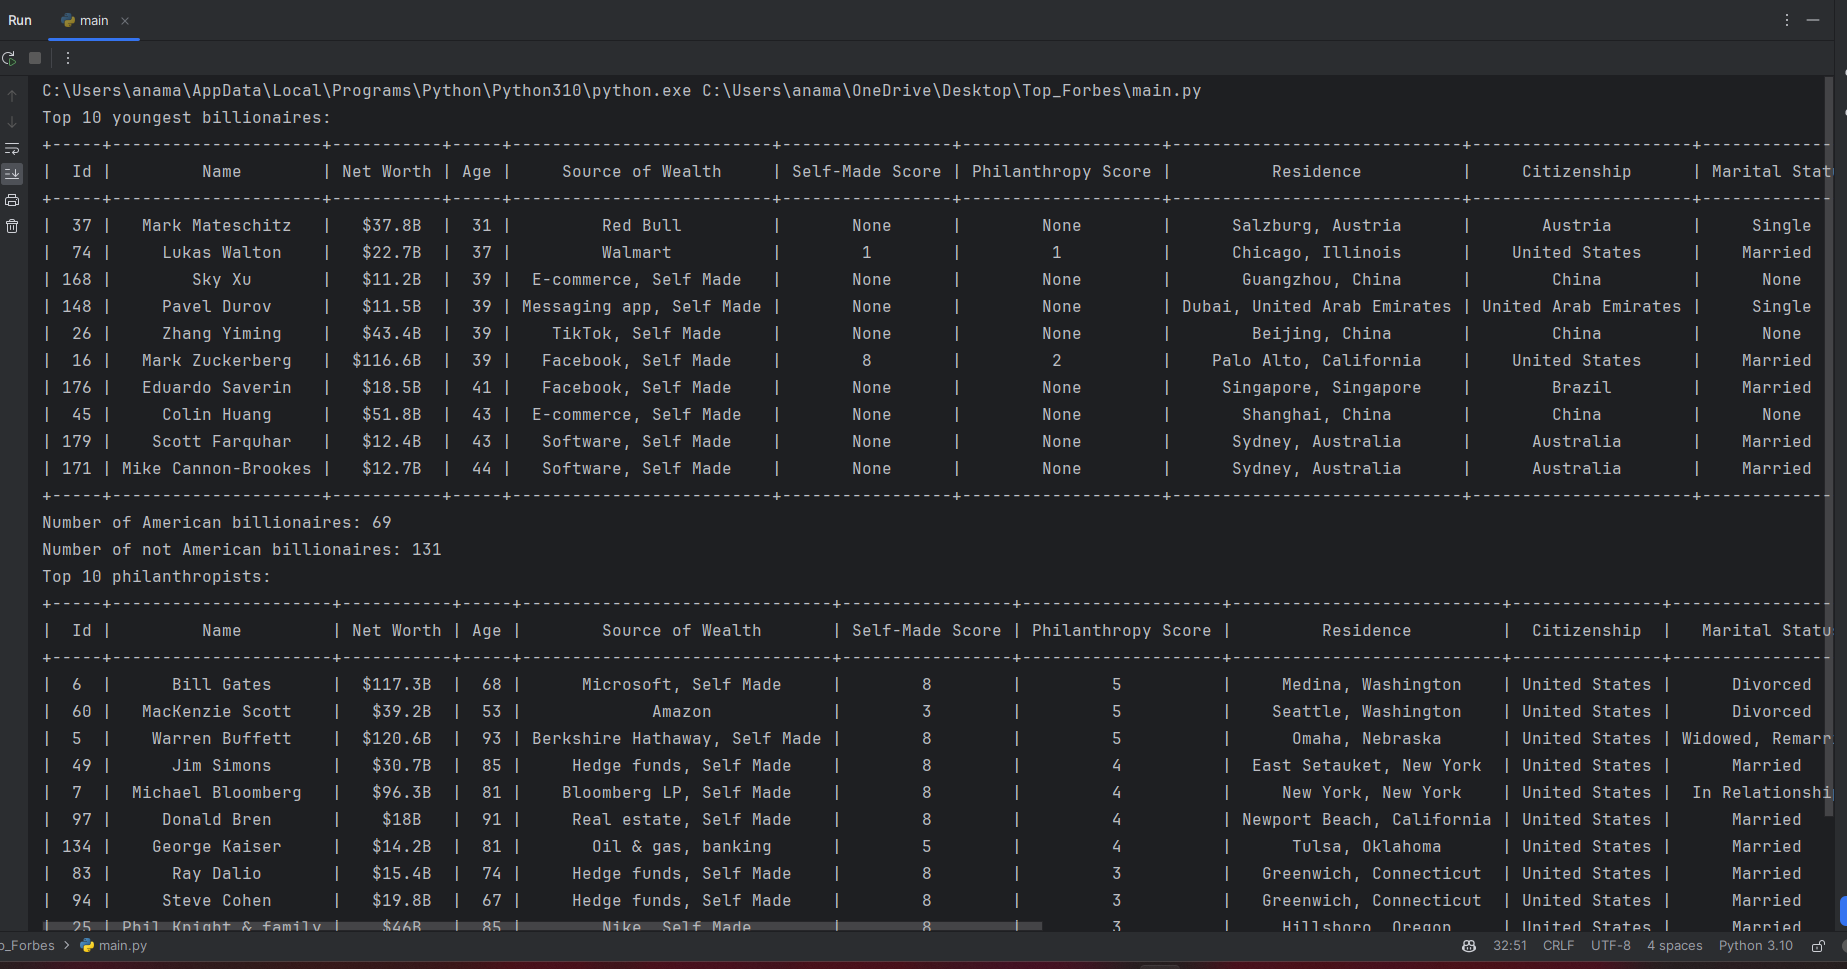 Run main
C:\Users\anama\AppData\Local\Programs\Python\Python310\python.exe C:\Users\anama\OneDrive\Desktop\Top_Forbes\main.py
Top 10 youngest billionaires:
+-----+---------------------+-----------+-----+--------------------------+-----------------+--------------------+-----------------------------+----------------------+-------------
| Id | Name | Net Worth | Age | Source of Wealth | Self-Made Score | Philanthropy Score | Residence | Citizenship | Marital Stat
+-----+---------------------+-----------+-----+--------------------------+-----------------+--------------------+-----------------------------+----------------------+-------------
| 37 | Mark Mateschitz | $37.8B | 31 | Red Bull | None | None | Salzburg, Austria | Austria | Single
| 74 | Lukas Walton | $22.7B | 37 | Walmart | 1 | 1 | Chicago, Illinois | United States | Married
| 168 | Sky Xu | $11.2B | 39 | E-commerce, Self Made | None | None | Guangzhou, China | China | None
| 148 | Pavel Durov | $11.5B | 39 | Messaging app, Self Made | None | None | Dubai, United Arab Emirates | United Arab Emirates | Single
| 26 | Zhang Yiming | $43.4B | 39 | TikTok, Self Made | None | None | Beijing, China | China | None
| 16 | Mark Zuckerberg | $116.6B | 39 | Facebook, Self Made | 8 | 2 | Palo Alto, California | United States | Married
| 176 | Eduardo Saverin | $18.5B | 41 | Facebook, Self Made | None | None | Singapore, Singapore | Brazil | Married
| 45 | Colin Huang | $51.8B | 43 | E-commerce, Self Made | None | None | Shanghai, China | China | None
| 179 | Scott Farquhar | $12.4B | 43 | Software, Self Made | None | None | Sydney, Australia | Australia | Married
| 171 | Mike Cannon-Brookes | $12.7B | 44 | Software, Self Made | None | None | Sydney, Australia | Australia | Married
+-----+---------------------+-----------+-----+--------------------------+-----------------+--------------------+-----------------------------+----------------------+-------------
Number of American billionaires: 69
Number of not American billionaires: 131
Top 10 philanthropists:
+-----+----------------------+-----------+-----+-------------------------------+-----------------+--------------------+---------------------------+---------------+----------------
| Id | Name | Net Worth | Age | Source of Wealth | Self-Made Score | Philanthropy Score | Residence | Citizenship | Marital Statu
+-----+----------------------+-----------+-----+-------------------------------+-----------------+--------------------+---------------------------+---------------+----------------
| 6 | Bill Gates | $117.3B | 68 | Microsoft, Self Made | 8 | 5 | Medina, Washington | United States | Divorced
| 60 | MacKenzie Scott | $39.2B | 53 | Amazon | 3 | 5 | Seattle, Washington | United States | Divorced
| 5 | Warren Buffett | $120.6B | 93 | Berkshire Hathaway, Self Made | 8 | 5 | Omaha, Nebraska | United States | Widowed, Remarr
| 49 | Jim Simons | $30.7B | 85 | Hedge funds, Self Made | 8 | 4 | East Setauket, New York | United States | Married
| 7 | Michael Bloomberg | $96.3B | 81 | Bloomberg LP, Self Made | 8 | 4 | New York, New York | United States | In Relationshi
| 97 | Donald Bren | $18B | 91 | Real estate, Self Made | 8 | 4 | Newport Beach, California | United States | Married
| 134 | George Kaiser | $14.2B | 81 | Oil & gas, banking | 5 | 4 | Tulsa, Oklahoma | United States | Married
| 83 | Ray Dalio | $15.4B | 74 | Hedge funds, Self Made | 8 | 3 | Greenwich, Connecticut | United States | Married
| 94 | Steve Cohen | $19.8B | 67 | Hedge funds, Self Made | 8 | 3 | Greenwich, Connecticut | United States | Married
| 25 | Phil Knight & family | $46B | 85 | Nike, Self Made | 8 | 3 | Hillsboro, Oregon | United States | Married
p_Forbes > main.py 32:51 CRLF UTF-8 4 spaces Python 3.10